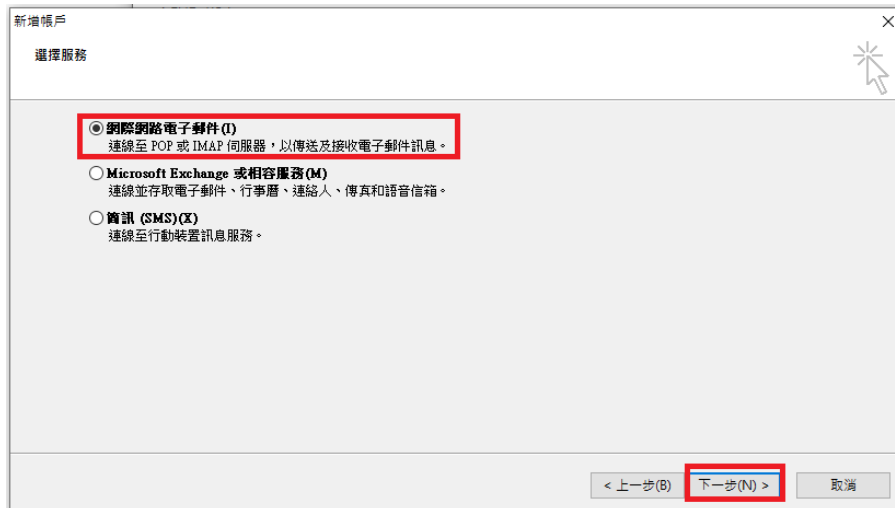 新增帳戶
選擇服務
網際網路電子郵件(I)
連線至 POP 或 IMAP 伺服器，以傳送及接收電子郵件訊息。
Microsoft Exchange 或相容服務(M)
連線並存取電子郵件、行事曆、連絡人、傳真和語音信箱。
簡訊 (SMS)(X)
連線至行動裝置訊息服務。
< 上一步(B) 下一步(N) > 取消